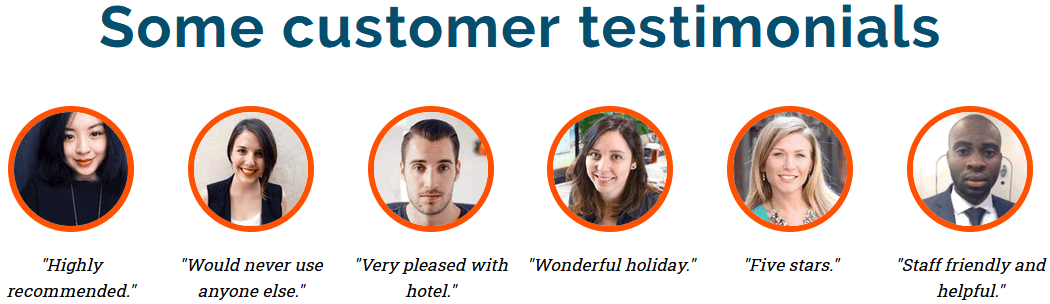 Some customer testimonials
"Highly
recommended."
"Would never use
anyone else."
"Very pleased with
hotel."
"Wonderful holiday."
"Five stars."
"Staff friendly and
helpful."